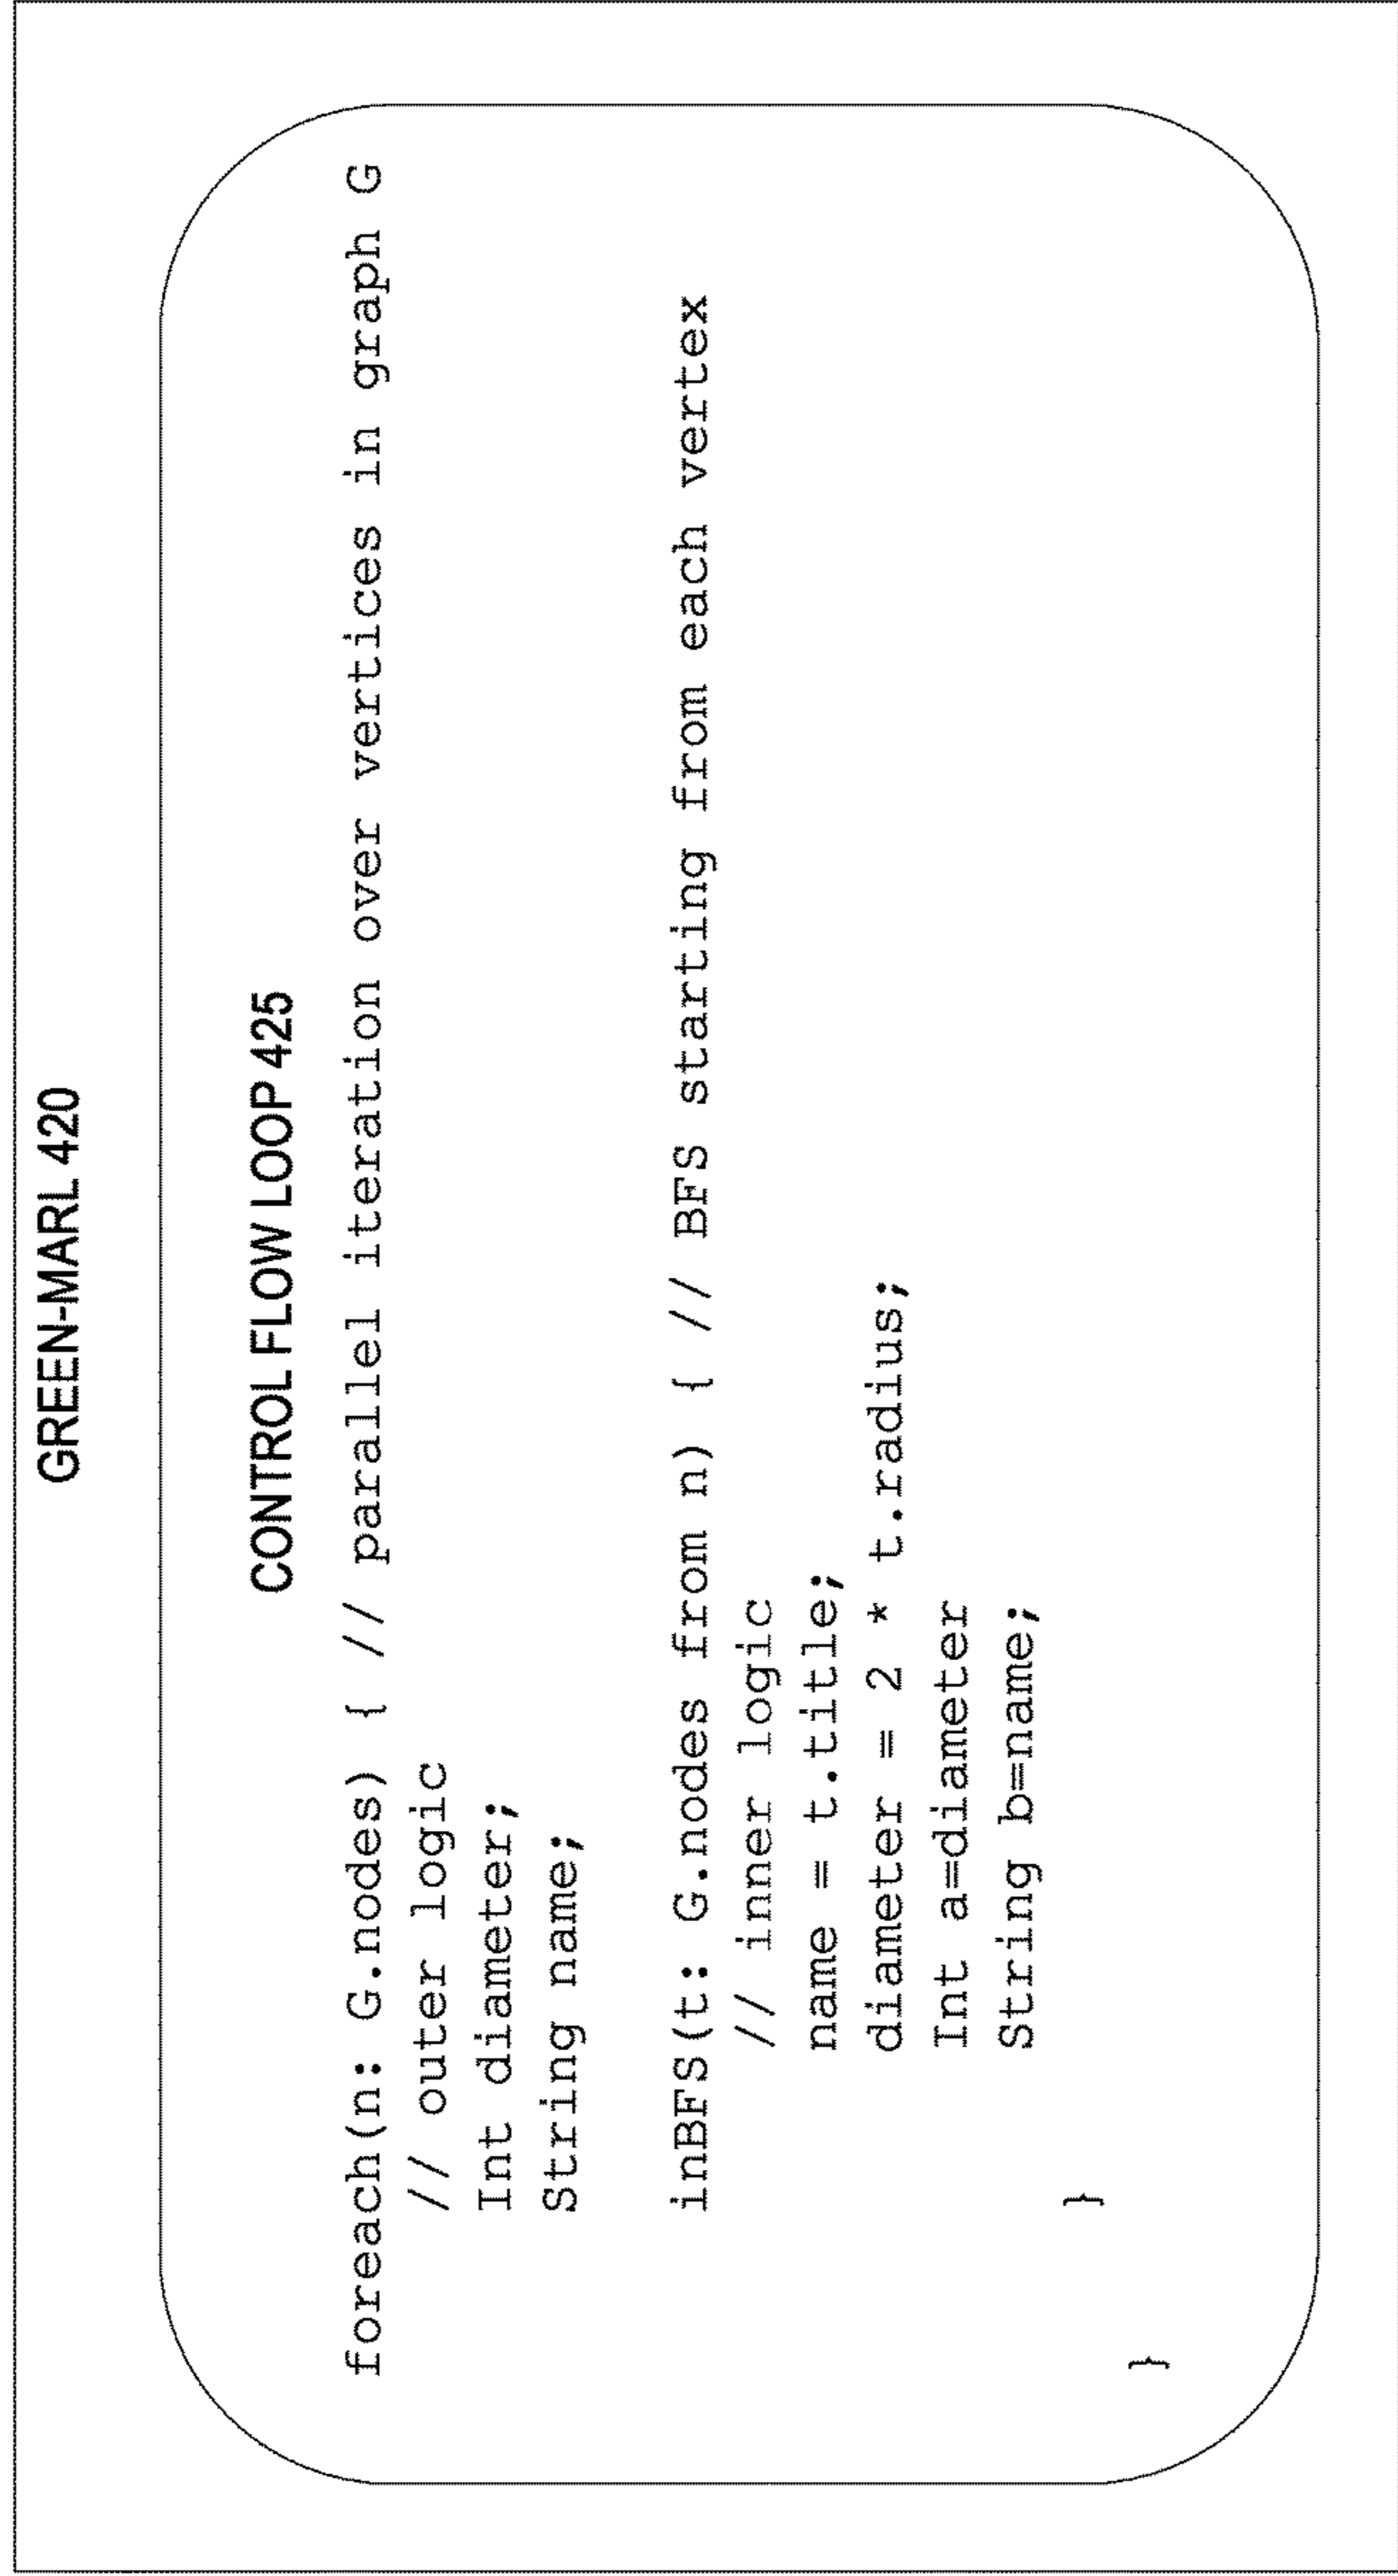 GREEN-MARL 420
CONTROL FLOW LOOP 425
foreach(n: G.nodes) { // parallel iteration over vertices in graph G
// outer logic
Int diameter;
String name;
inBFS(t: G.nodes from n) { // BFS starting from each vertex
// inner logic
name = t.title;
diameter = 2 * t.radius;
Int a=diameter
String b=name;
}
}